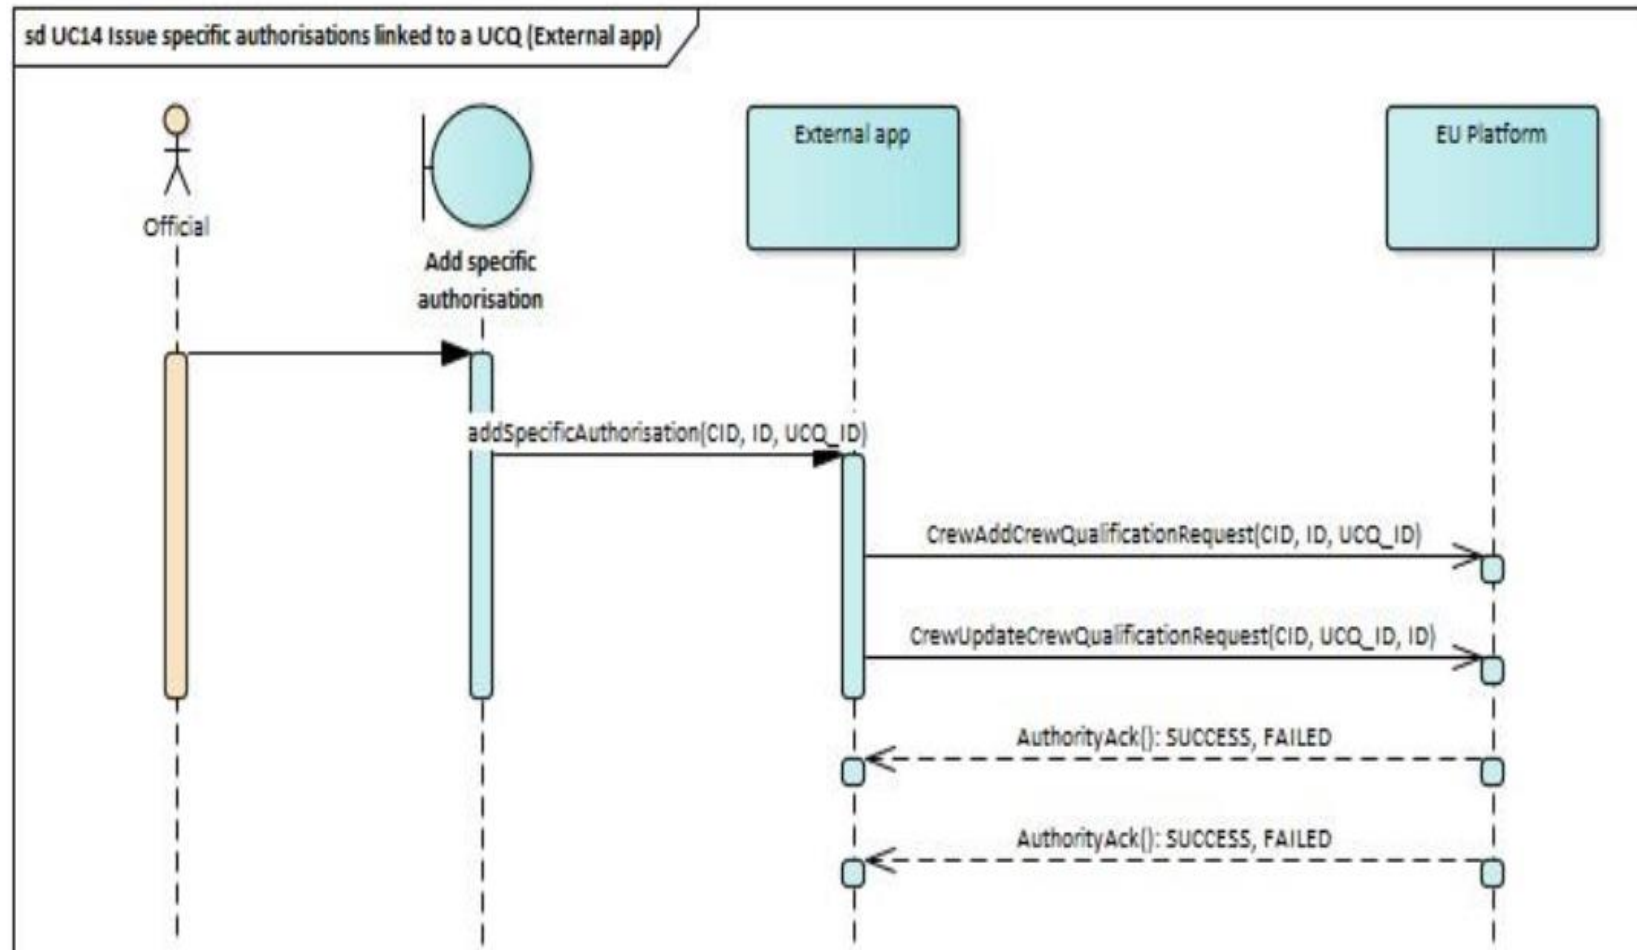 sd UC14 Issue specific authorisations linked to a UCQ (External app)
External app
EU Platform
Official
Add specific
authorisation
addSpecificAuthorisation(CID, ID, UCQ_ID)
CrewAddCrewQualificationRequest(CID, ID, UCQ_ID)
CrewUpdateCrewQualificationRequest(CID, UCQ_ID, ID)
AuthorityAck(): SUCCESS, FAILED
AuthorityAck(): SUCCESS, FAILED